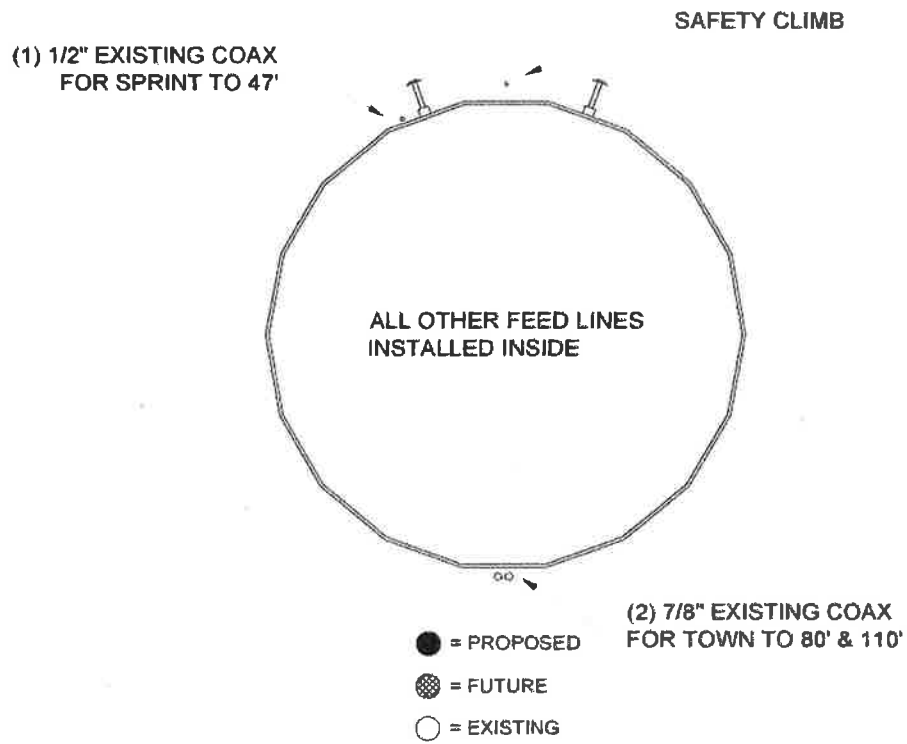 SAFETY CLIMB
(1) 1/2" EXISTING COAX
FOR SPRINT TO 47'
ALL OTHER FEED LINES
INSTALLED INSIDE
(2) 7/8" EXISTING COAX
FOR TOWN TO 80' & 110'
= PROPOSED
= FUTURE
= EXISTING